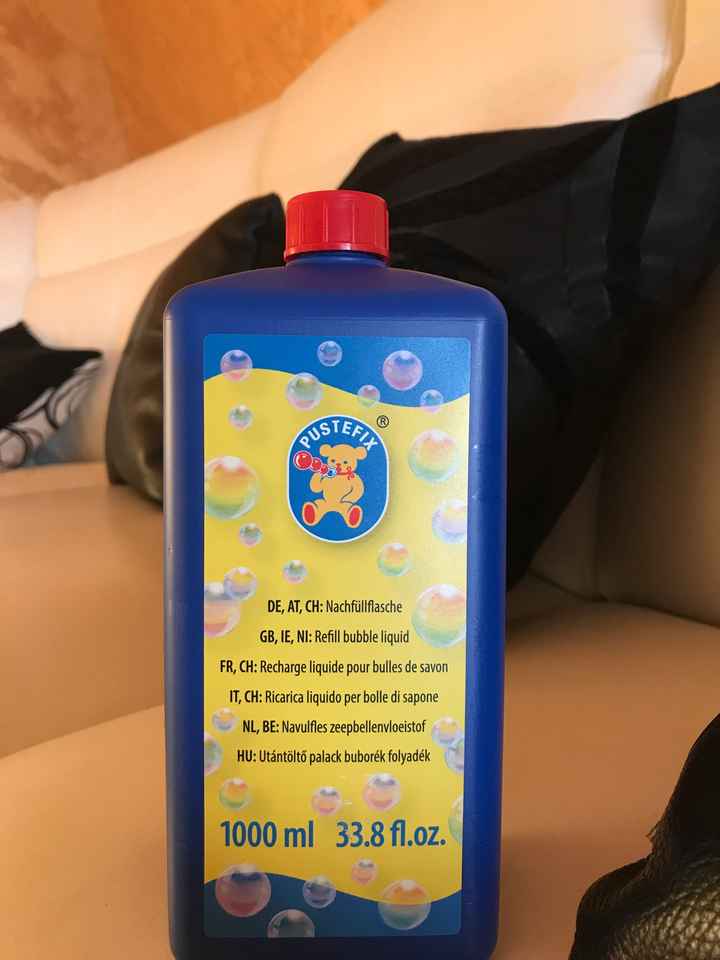 PUSTEFIX ®
DE, AT, CH: Nachfüllflasche
GB, IE, NI: Refill bubble liquid
FR, CH: Recharge liquide pour bulles de savon
IT, CH: Ricarica liquido per bolle di sapone
NL, BE: Navulfles zeepbellenvloeistof
HU: Utántöltő palack buborék folyadék
1000 ml 33.8 fl.oz.